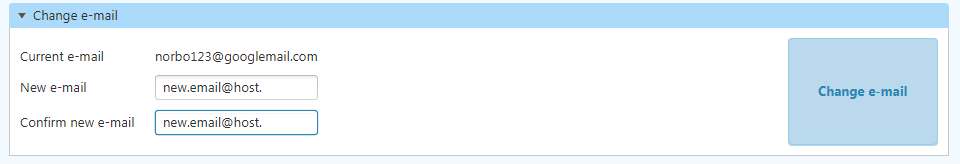 Change e-mail
Current e-mail norbo123@googlemail.com
New e-mail new.email@host.
Confirm new e-mail new.email@host.
Change e-mail